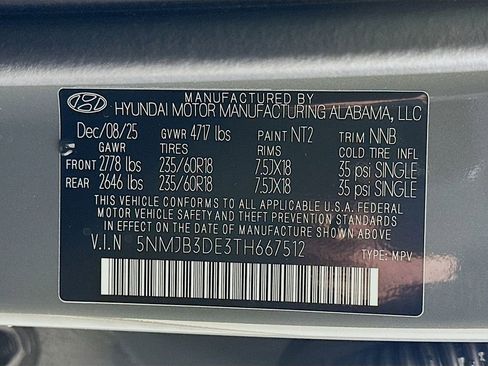 MANUFACTURED BY
HYUNDAI MOTOR MANUFACTURING ALABAMA, LLC
Dec/08/25 GVWR 4717 lbs PAINT NT2 TRIM NNB
GAWR TIRES RIMS COLD TIRE INFL
FRONT 2778 lbs 235/60R18 7.5JX18 35 psi SINGLE
REAR 2646 lbs 235/60R18 7.5JX18 35 psi SINGLE
THIS VEHICLE CONFORMS TO ALL APPLICABLE U.S.A.FEDERAL
MOTOR VEHICLE SAFETY AND THEFT PREVENTION STANDARDS
IN EFFECT ON THE DATE OF MANUFACTURE SHOWN ABOVE.
V.I.N 5NMJB3DE3TH667512 TYPE: MPV